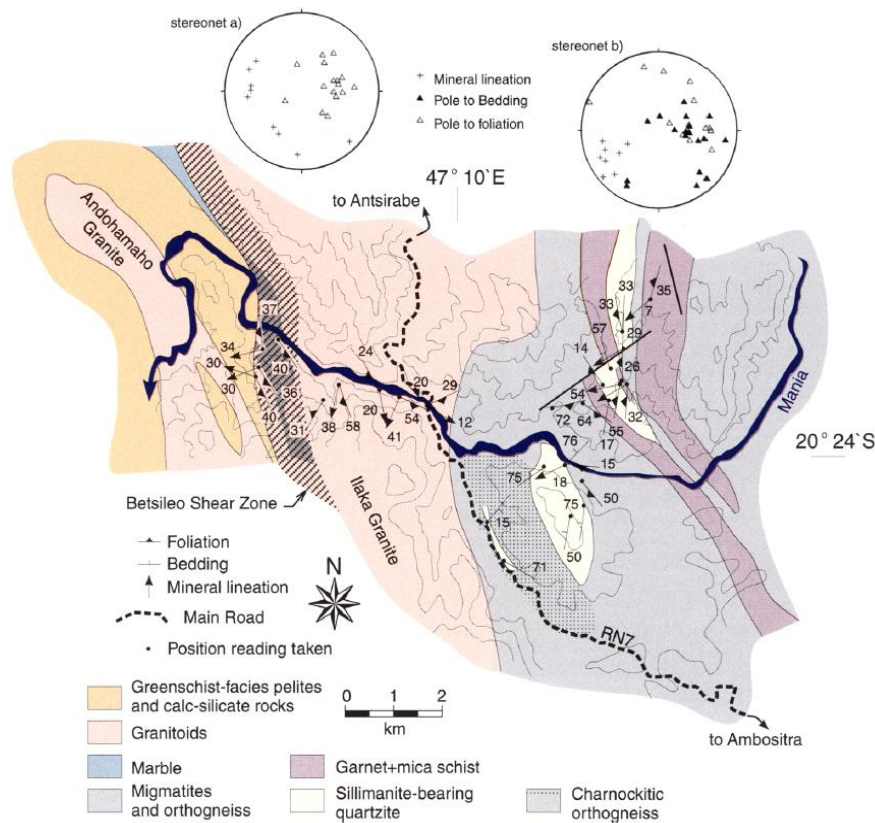 stereonet a)
stereonet b)
+ Mineral lineation
▲ Pole to Bedding
△ Pole to foliation
47° 10`E
to Antsirabe
Andohamaho
Granite
37
34
30
30
40
36
40
31
38
58
24
20
41
20
54
29
12
33
33
7
35
57
29
14
26
54
72
64
55
32
76
17
15
75
18
50
75
50
15
71
Mania
20° 24`S
Betsileo Shear Zone
Ilaka Granite
Foliation
Bedding
Mineral lineation
N
Main Road
Position reading taken
RN7
to Ambositra
0 1 2
km
Greenschist-facies pelites
and calc-silicate rocks
Granitoids
Marble
Garnet+mica schist
Migmatites
and orthogneiss
Sillimanite-bearing
quartzite
Charnockitic
orthogneiss